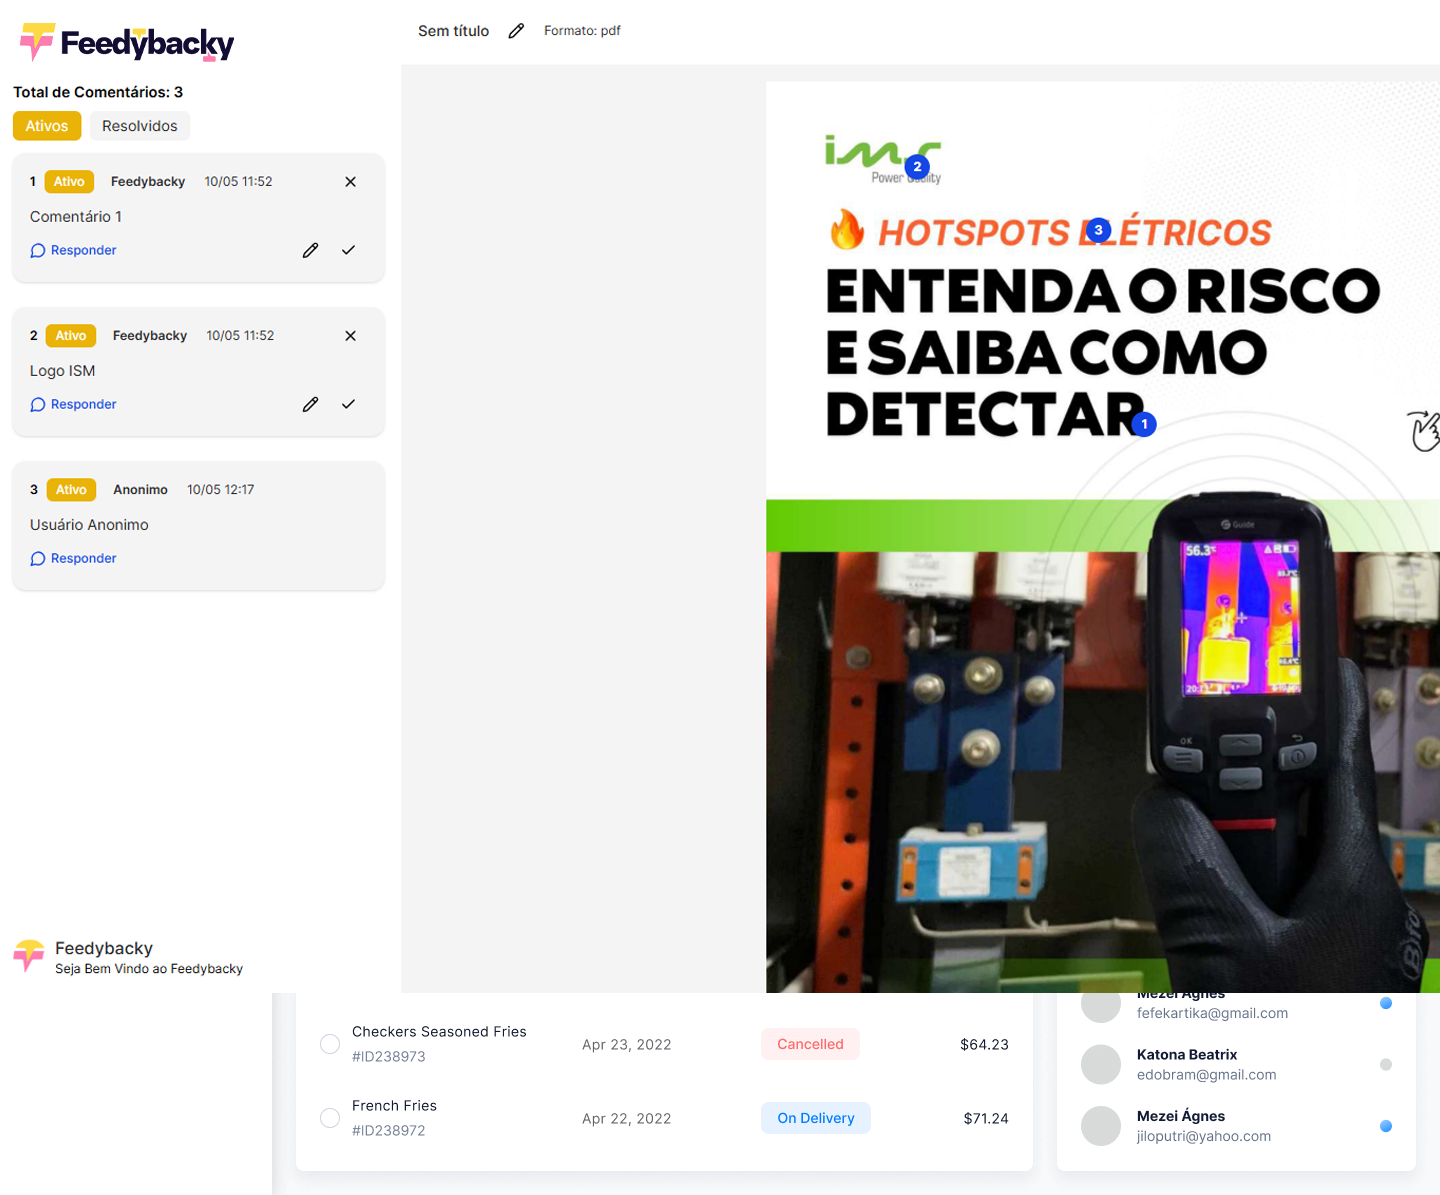 Feedybacky
Total de Comentários: 3
Ativos
Resolvidos
1 Ativo Feedybacky 10/05 11:52
Comentário 1
Responder
2 Ativo Feedybacky 10/05 11:52
Logo ISM
Responder
3 Ativo Anonimo 10/05 12:17
Usuário Anonimo
Responder
Feedybacky
Seja Bem Vindo ao Feedybacky
Sem título Formato: pdf
ims
Power Quality
2
HOTSPOTS ELÉTRICOS
3
ENTENDA O RISCO
E SAIBA COMO
DETECTAR
1
Guide
56.3
OK
Checkers Seasoned Fries
#ID238973
Apr 23, 2022
Cancelled
$64.23
French Fries
#ID238972
Apr 22, 2022
On Delivery
$71.24
Mezei Ágnes
fefekartika@gmail.com
Katona Beatrix
edobram@gmail.com
Mezei Ágnes
jiloputri@yahoo.com